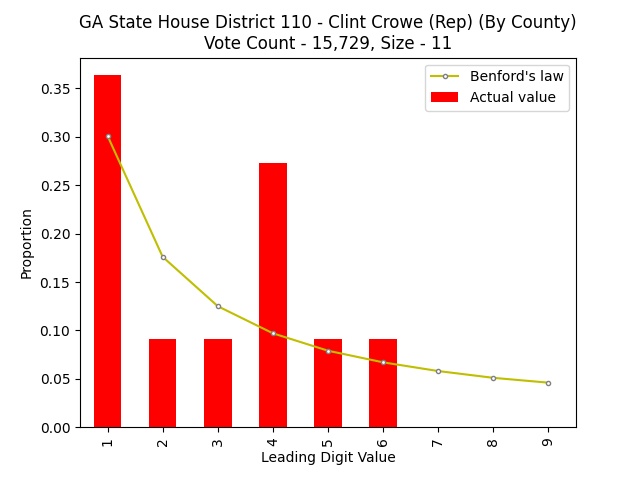 GA State House District 110 - Clint Crowe (Rep) (By County)
Vote Count - 15,729, Size - 11
Benford's law
Actual value
0.35
0.30
0.25
0.20
0.15
0.10
0.05
0.00
Proportion
1 2 3 4 5 6 7 8 9
Leading Digit Value